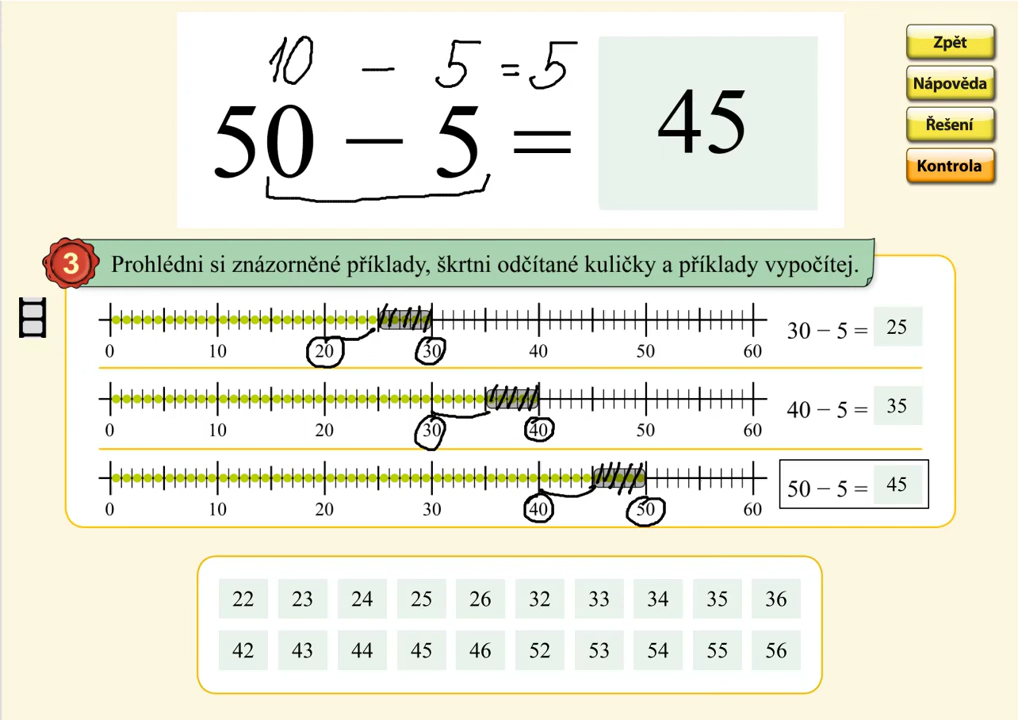 10 - 5 = 5
50 − 5 = 45
Zpět
Nápověda
Řešení
Kontrola
3 Prohlédni si znázorněné příklady, škrtni odčítané kuličky a příklady vypočítej.
0 10 20 30 40 50 60
30 − 5 = 25
0 10 20 30 40 50 60
40 − 5 = 35
0 10 20 30 40 50 60
50 − 5 = 45
22 23 24 25 26 32 33 34 35 36
42 43 44 45 46 52 53 54 55 56